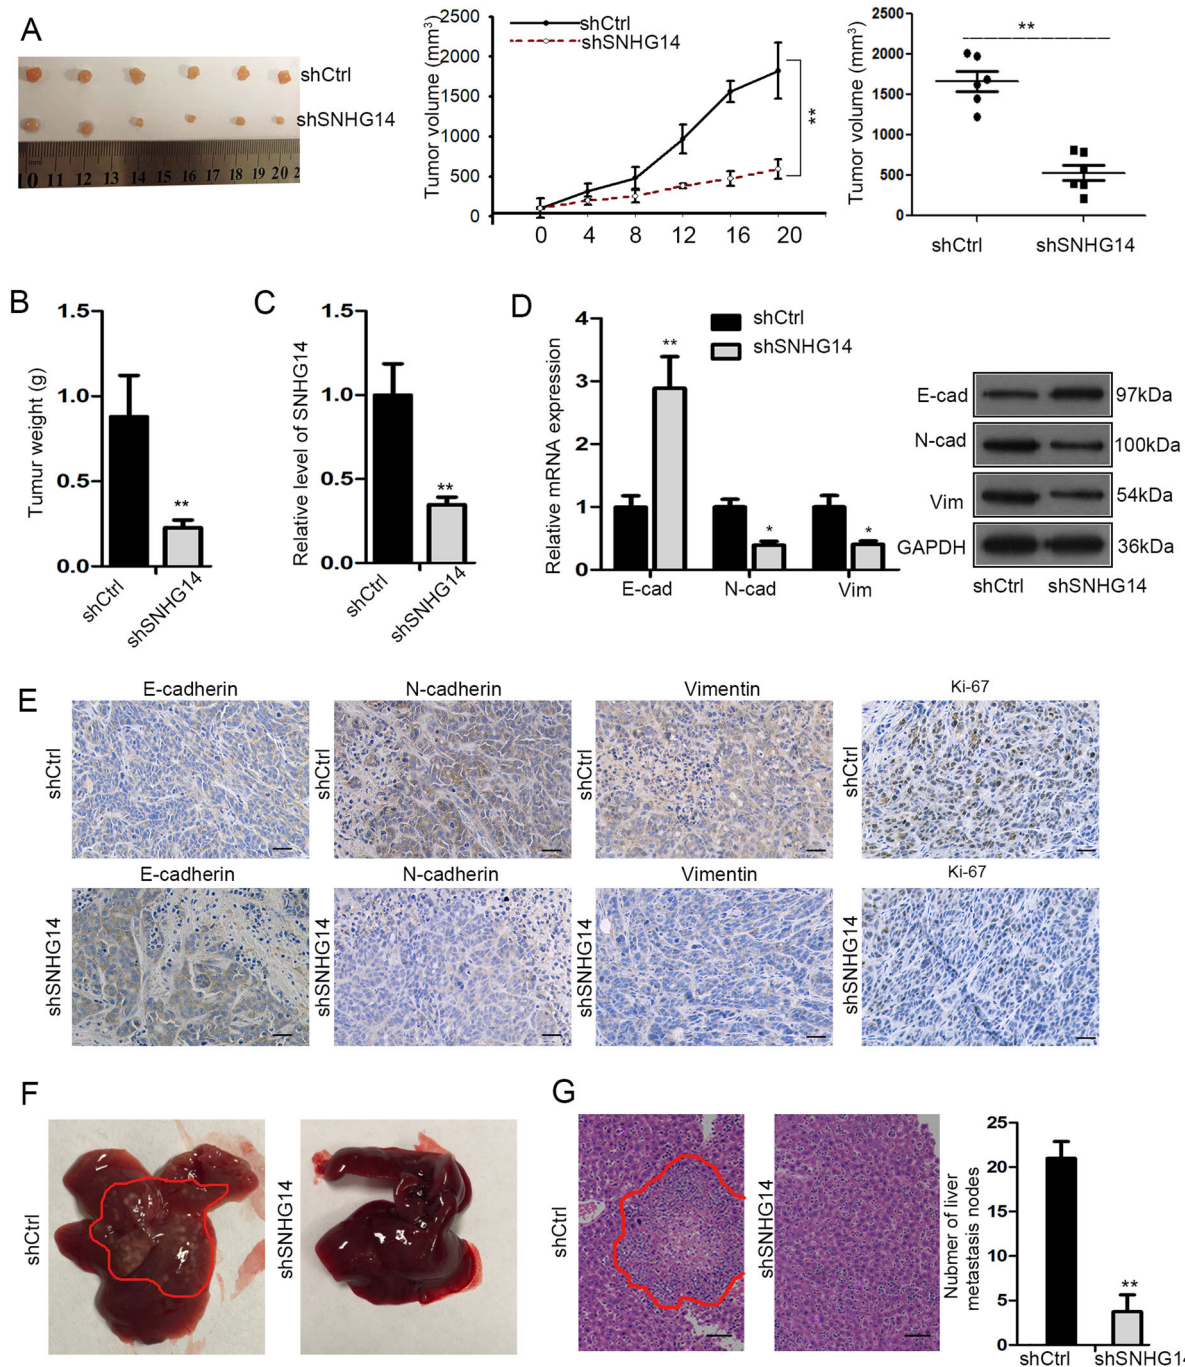 A
shCtrl
shSNHG14
mm
10 11 12 13 14 15 16 17 18 19 20 2
Tumor volume (mm3)
2500
2000
1500
1000
500
0
shCtrl
shSNHG14
**
0 4 8 12 16 20
Tumor volume (mm3)
2500
2000
1500
1000
500
0
**
shCtrl shSNHG14
B
Tumur weight (g)
1.5
1.0
0.5
0.0
**
shCtrl
shSNHG14
C
Relative level of SNHG14
1.5
1.0
0.5
0.0
**
shCtrl
shSNHG14
D
Relative mRNA expression
4
3
2
1
0
shCtrl
shSNHG14
**
*
*
E-cad N-cad Vim
E-cad 97kDa
N-cad 100kDa
Vim 54kDa
GAPDH 36kDa
shCtrl shSNHG14
E
E-cadherin N-cadherin Vimentin Ki-67
shCtrl shCtrl shCtrl shCtrl
E-cadherin N-cadherin Vimentin Ki-67
shSNHG14 shSNHG14 shSNHG14 shSNHG14
F
shCtrl
shSNHG14
G
shCtrl
shSNHG14
Nubmer of liver
metastasis nodes
25
20
15
10
5
0
**
shCtrl shSNHG14